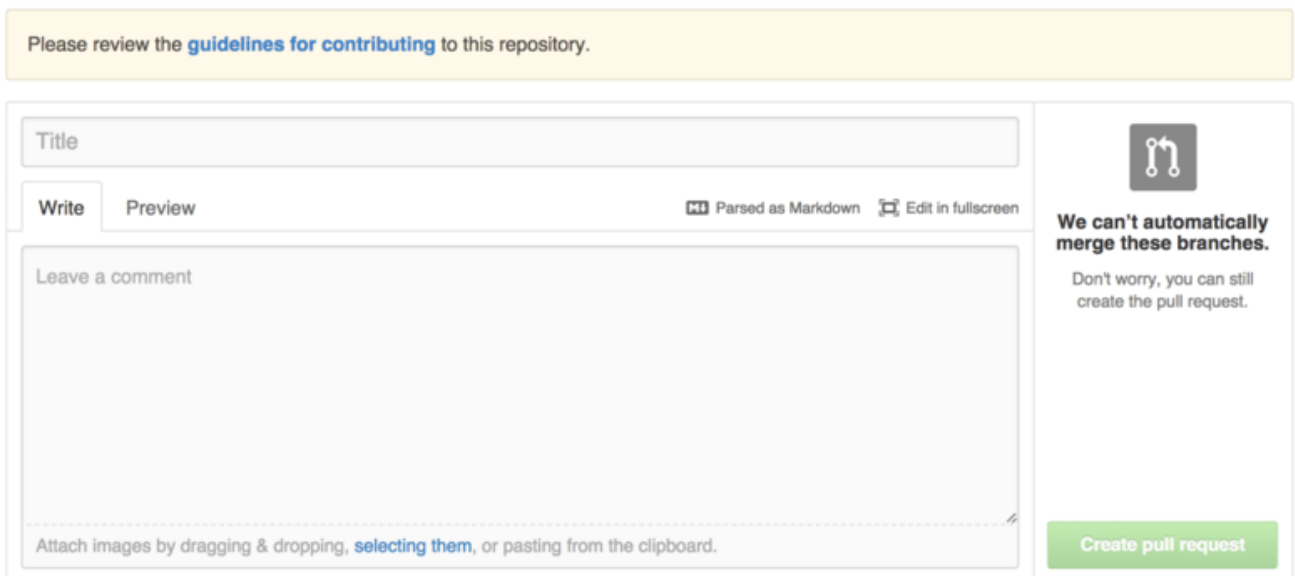 Please review the guidelines for contributing to this repository.
Title
Write Preview Parsed as Markdown Edit in fullscreen
Leave a comment
Attach images by dragging & dropping, selecting them, or pasting from the clipboard.
We can't automatically
merge these branches.
Don't worry, you can still
create the pull request.
Create pull request